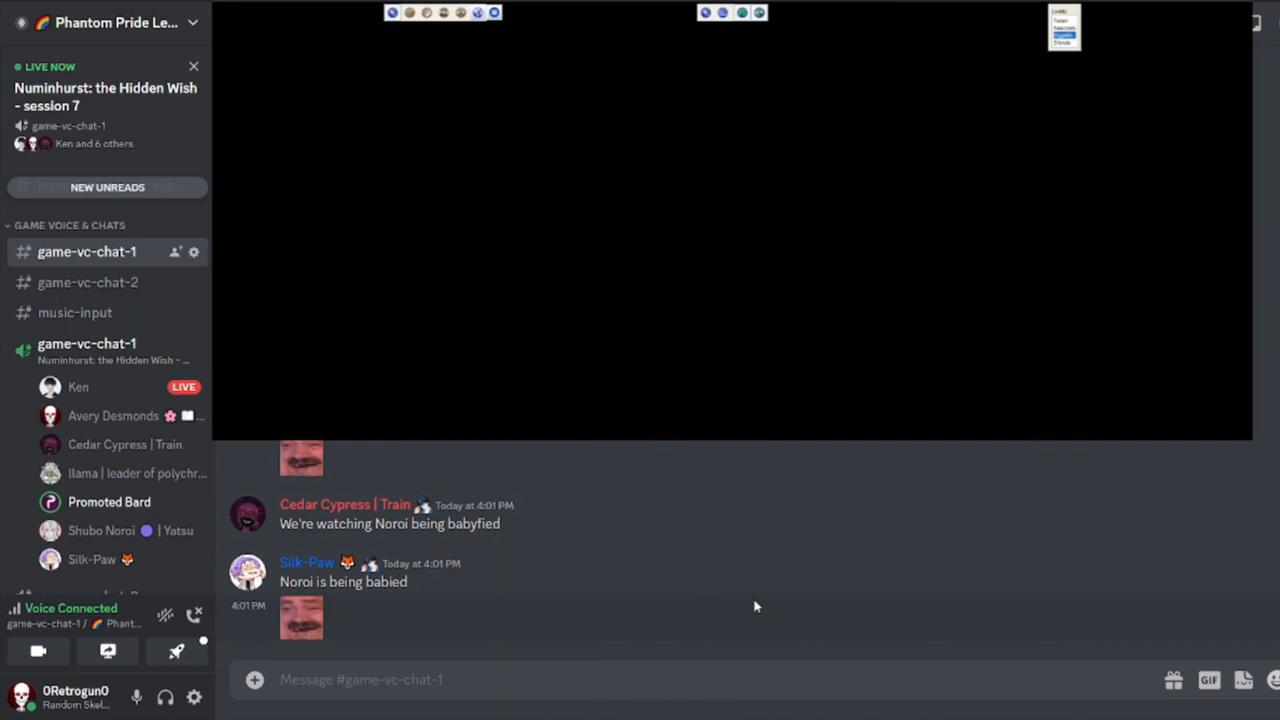 Phantom Pride Le...
LIVE NOW
Numinhurst: the Hidden Wish
- session 7
game-vc-chat-1
Ken and 6 others
NEW UNREADS
GAME VOICE & CHATS
game-vc-chat-1
game-vc-chat-2
music-input
game-vc-chat-1
Numinhurst: the Hidden Wish - ...
Ken LIVE
Avery Desmonds ...
Cedar Cypress | Train
llama | leader of polychr...
Promoted Bard
Shubo Noroi | Yatsu
Silk-Paw
Voice Connected
game-vc-chat-1 / Phant...
0Retrogun0
Random Skel...
Cedar Cypress | Train Today at 4:01 PM
We're watching Noroi being babyfied
Silk-Paw Today at 4:01 PM
Noroi is being babied
4:01 PM
Message #game-vc-chat-1
GIF